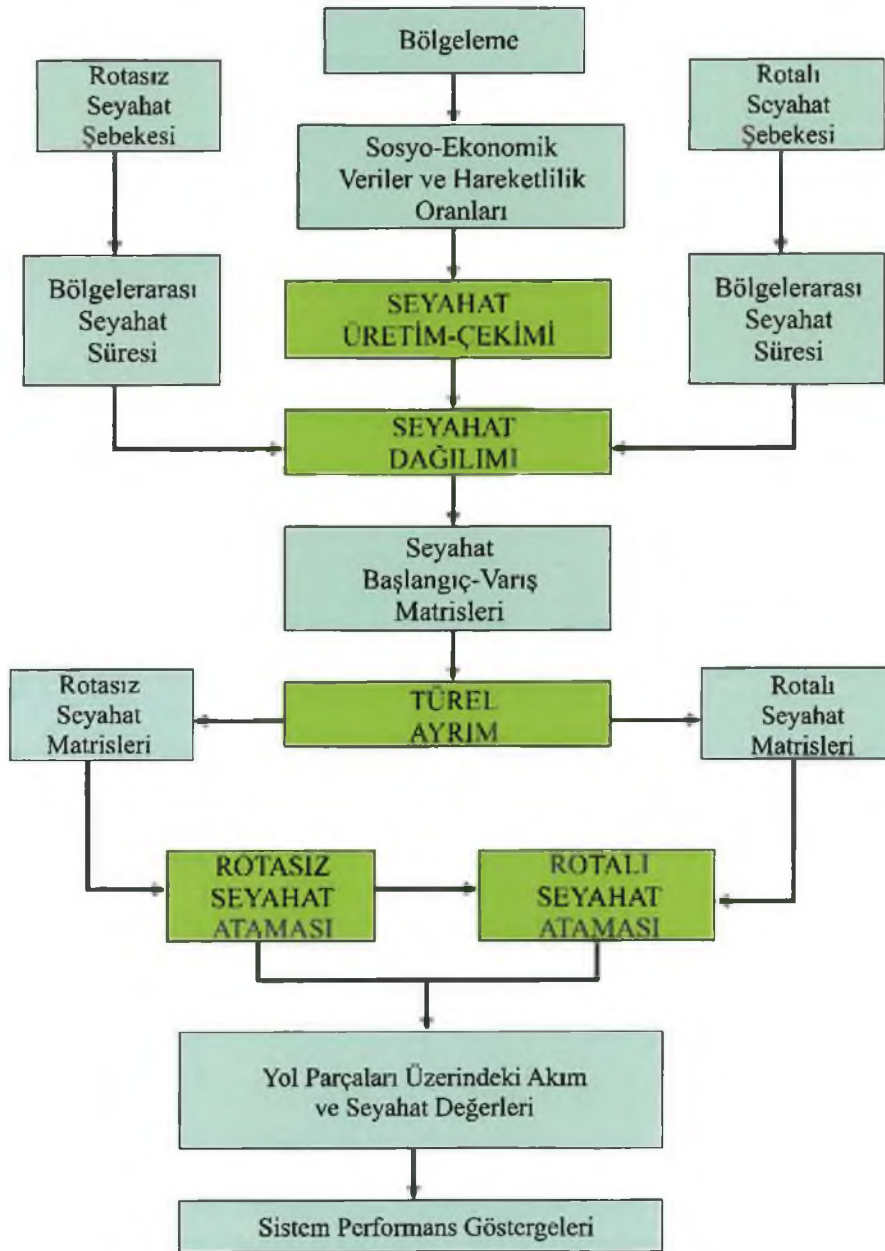 Bölgeleme
Rotasız
Seyahat
Şebekesi
Rotalı
Seyahat
Şebekesi
Sosyo-Ekonomik
Veriler ve Hareketlilik
Oranları
Bölgelerarası
Seyahat
Süresi
SEYAHAT
ÜRETİM-ÇEKİMİ
Bölgelerarası
Seyahat
Süresi
SEYAHAT
DAĞILIMI
Seyahat
Başlangıç-Varış
Matrisleri
Rotasız
Seyahat
Matrisleri
TÜREL
AYRIM
Rotalı
Seyahat
Matrisleri
ROTASIZ
SEYAHAT
ATAMASI
ROTALI
SEYAHAT
ATAMASI
Yol Parçaları Üzerindeki Akım
ve Seyahat Değerleri
Sistem Performans Göstergeleri